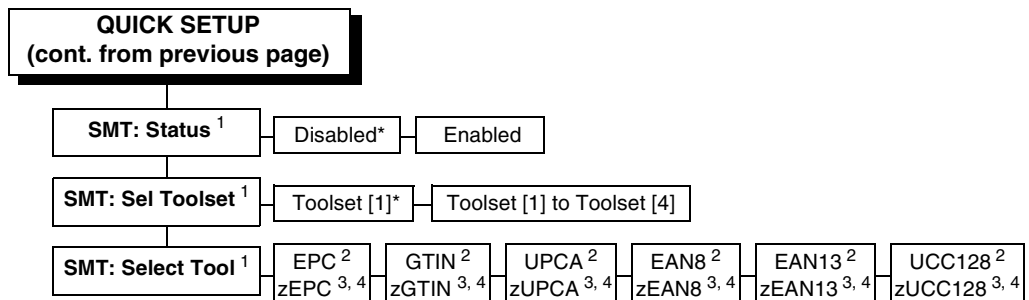 QUICK SETUP
(cont. from previous page)
SMT: Status 1 Disabled* Enabled
SMT: Sel Toolset 1 Toolset [1]* Toolset [1] to Toolset [4]
SMT: Select Tool 1 EPC 2 GTIN 2 UPCA 2 EAN8 2 EAN13 2 UCC128 2
zEPC 3, 4 zGTIN 3, 4 zUPCA 3, 4 zEAN8 3, 4 zEAN13 3, 4 zUCC128 3, 4